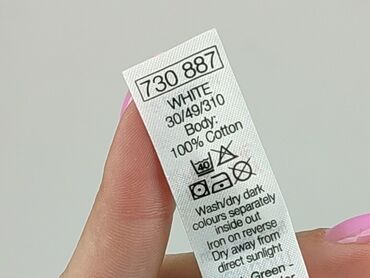 730 887
WHITE
30/49/310
Body:
100% Cotton
40
Wash/dry dark
colours separately
inside out
Iron on reverse
Dry away from
direct sunlight
Green -